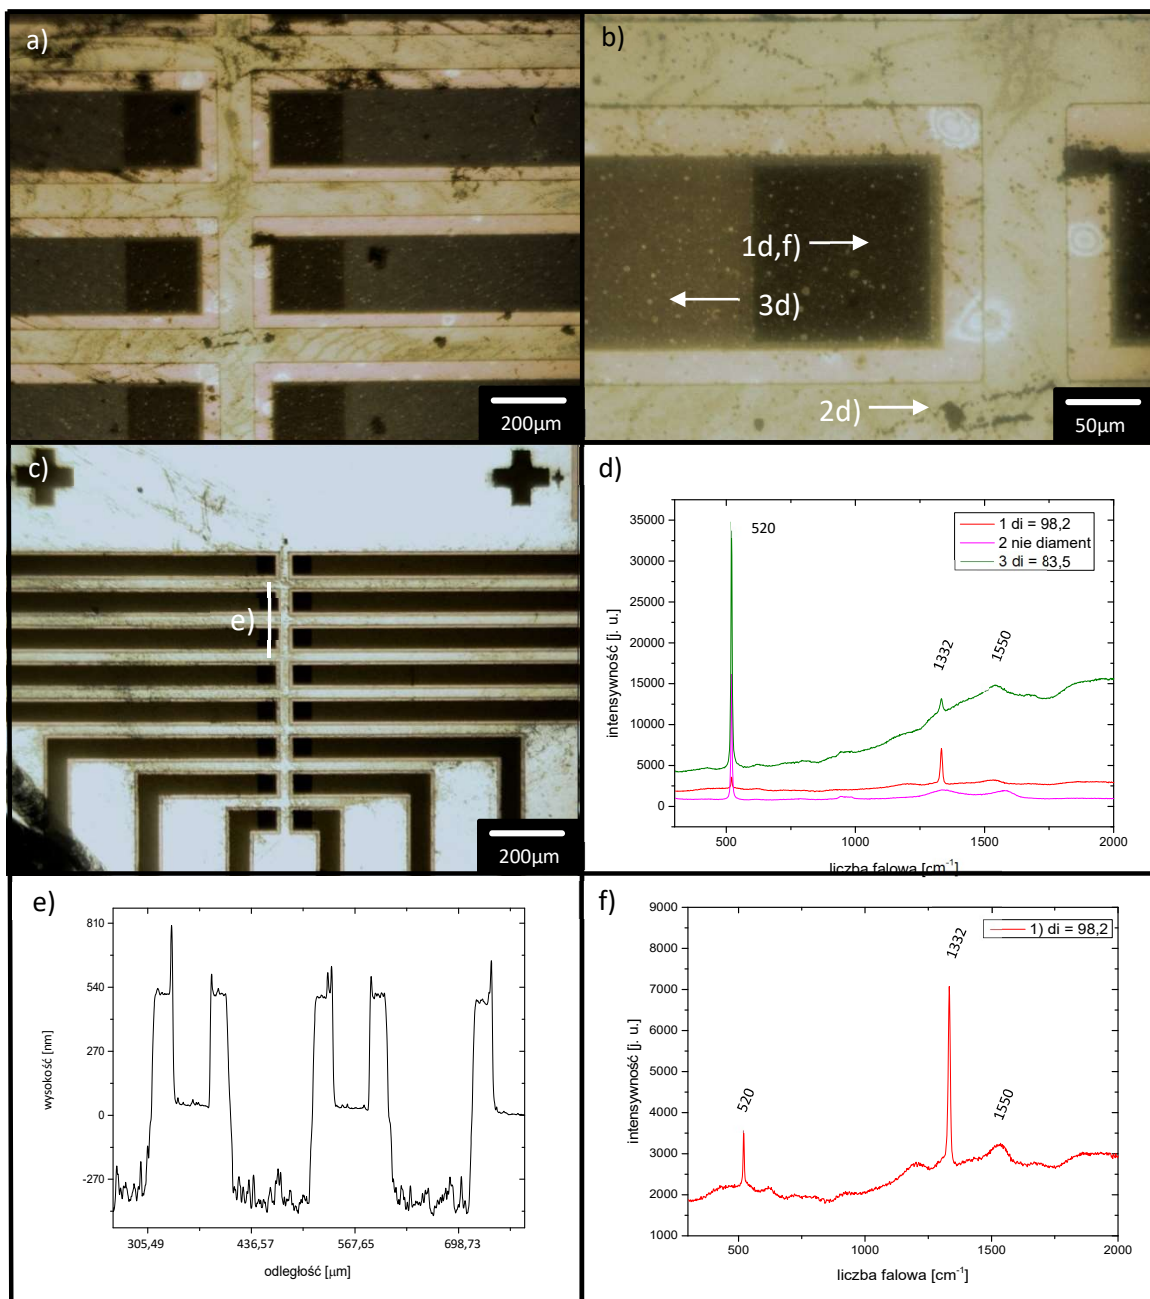 a)
200µm
b)
1d,f)
3d)
2d)
50µm
c)
e)
200µm
d)
520
1332
1550
1 di = 98,2
2 nie diament
3 di = 83,5
intensywność [j. u.]
35000
30000
25000
20000
15000
10000
5000
0
500
1000
1500
2000
liczba falowa [cm⁻¹]
e)
wysokość [nm]
810
540
270
0
-270
305,49
436,57
567,65
698,73
odległość [µm]
f)
1) di = 98,2
520
1332
1550
intensywność [j. u.]
9000
8000
7000
6000
5000
4000
3000
2000
1000
500
1000
1500
2000
liczba falowa [cm⁻¹]